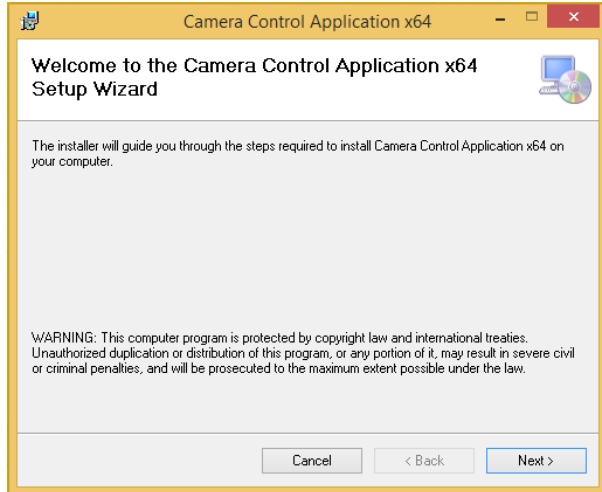 Camera Control Application x64
Welcome to the Camera Control Application x64
Setup Wizard
The installer will guide you through the steps required to install Camera Control Application x64 on
your computer.
WARNING: This computer program is protected by copyright law and international treaties.
Unauthorized duplication or distribution of this program, or any portion of it, may result in severe civil
or criminal penalties, and will be prosecuted to the maximum extent possible under the law.
Cancel < Back Next >